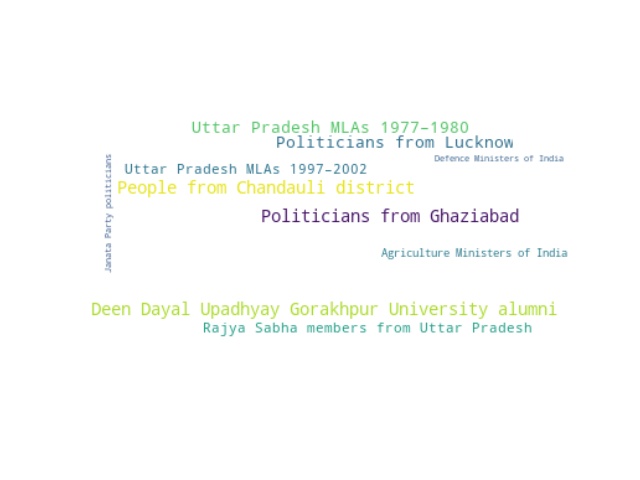 Uttar Pradesh MLAs 1977–1980
Politicians from Lucknow
Defence Ministers of India
Janata Party politicians
Uttar Pradesh MLAs 1997–2002
People from Chandauli district
Politicians from Ghaziabad
Agriculture Ministers of India
Deen Dayal Upadhyay Gorakhpur University alumni
Rajya Sabha members from Uttar Pradesh